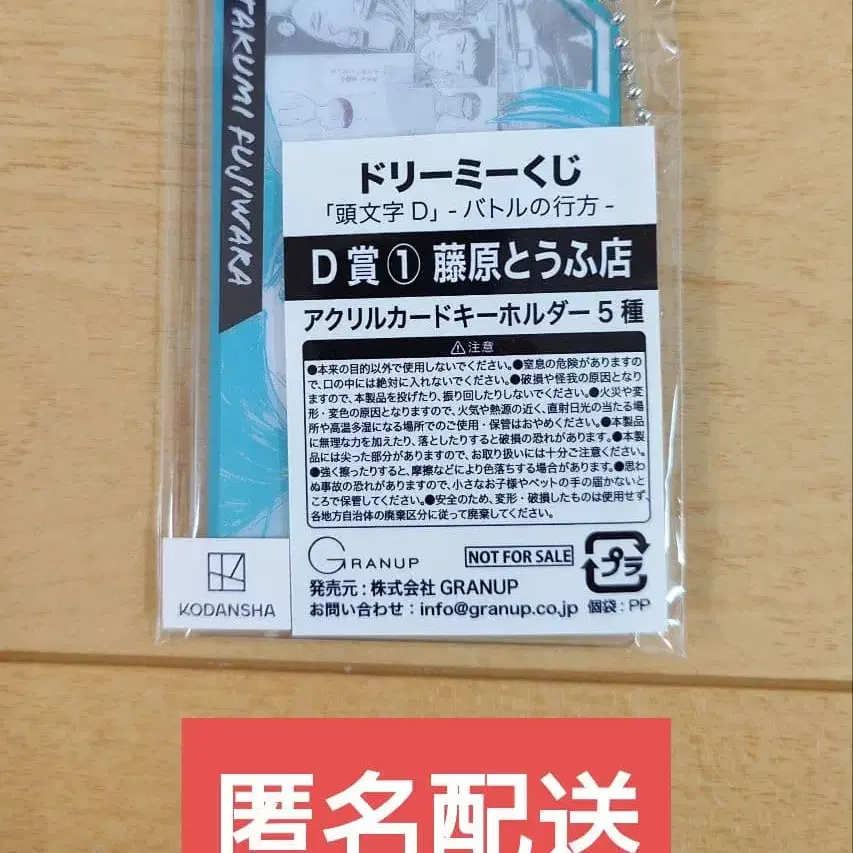 TAKUMI FUJIWARA
ドリーミーくじ
「頭文字D」-バトルの行方-
D賞① 藤原とうふ店
アクリルカードキーホルダー5種
⚠注意
●本来の目的以外で使用しないでください。●窒息の危険がありますの
で、口の中には絶対に入れないでください。●破損や怪我の原因となり
ますので、本製品を投げたり、振り回したりしないでください。●火災や変
形・変色の原因となりますので、火気や熱源の近く、直射日光の当たる場
所や高温多湿になる場所でのご使用・保管はおやめください。●本製品
に無理な力を加えたり、落としたりすると破損の恐れがあります。●本製
品には尖った部分がありますので、お取り扱いには十分ご注意ください。
●強く擦ったりすると、摩擦などにより色落ちする場合があります。●思わ
ぬ事故の恐れがありますので、小さなお子様やペットの手の届かないと
ころで保管してください。●安全のため、変形・破損したものは使用せず、
各地方自治体の廃棄区分に従って廃棄してください。
GRANUP
NOT FOR SALE
プラ
発売元:株式会社 GRANUP
お問い合わせ:info@granup.co.jp 個袋:PP
KODANSHA
匿名配送